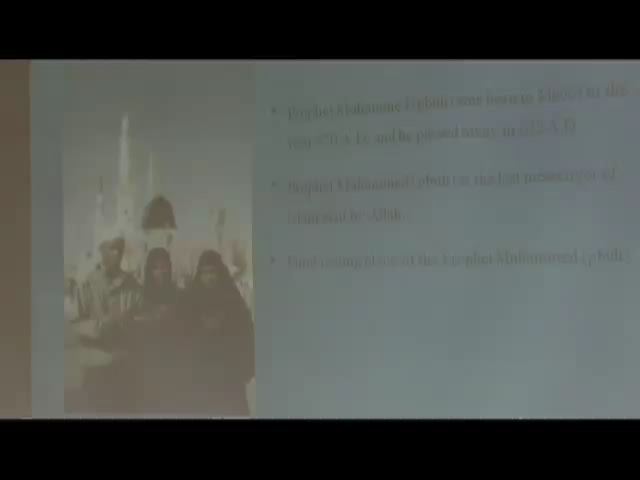 • Prophet Mohammed (pbuh) was born in Mecca in the
year 570 A.D. and he passed away in 632 A.D
• Prophet Mohammed (pbuh) is the last messenger of
islam sent by Allah.
• Final resting place of the Prophet Mohammeed (pbuh)